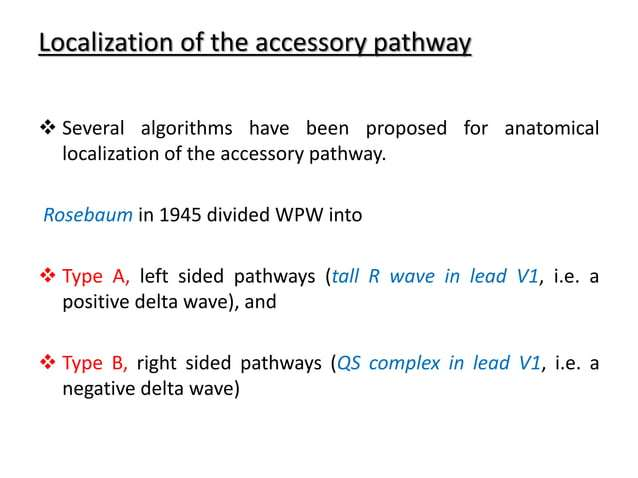 Localization of the accessory pathway
❖ Several algorithms have been proposed for anatomical
localization of the accessory pathway.
Rosebaum in 1945 divided WPW into
❖ Type A, left sided pathways (tall R wave in lead V1, i.e. a
positive delta wave), and
❖ Type B, right sided pathways (QS complex in lead V1, i.e. a
negative delta wave)